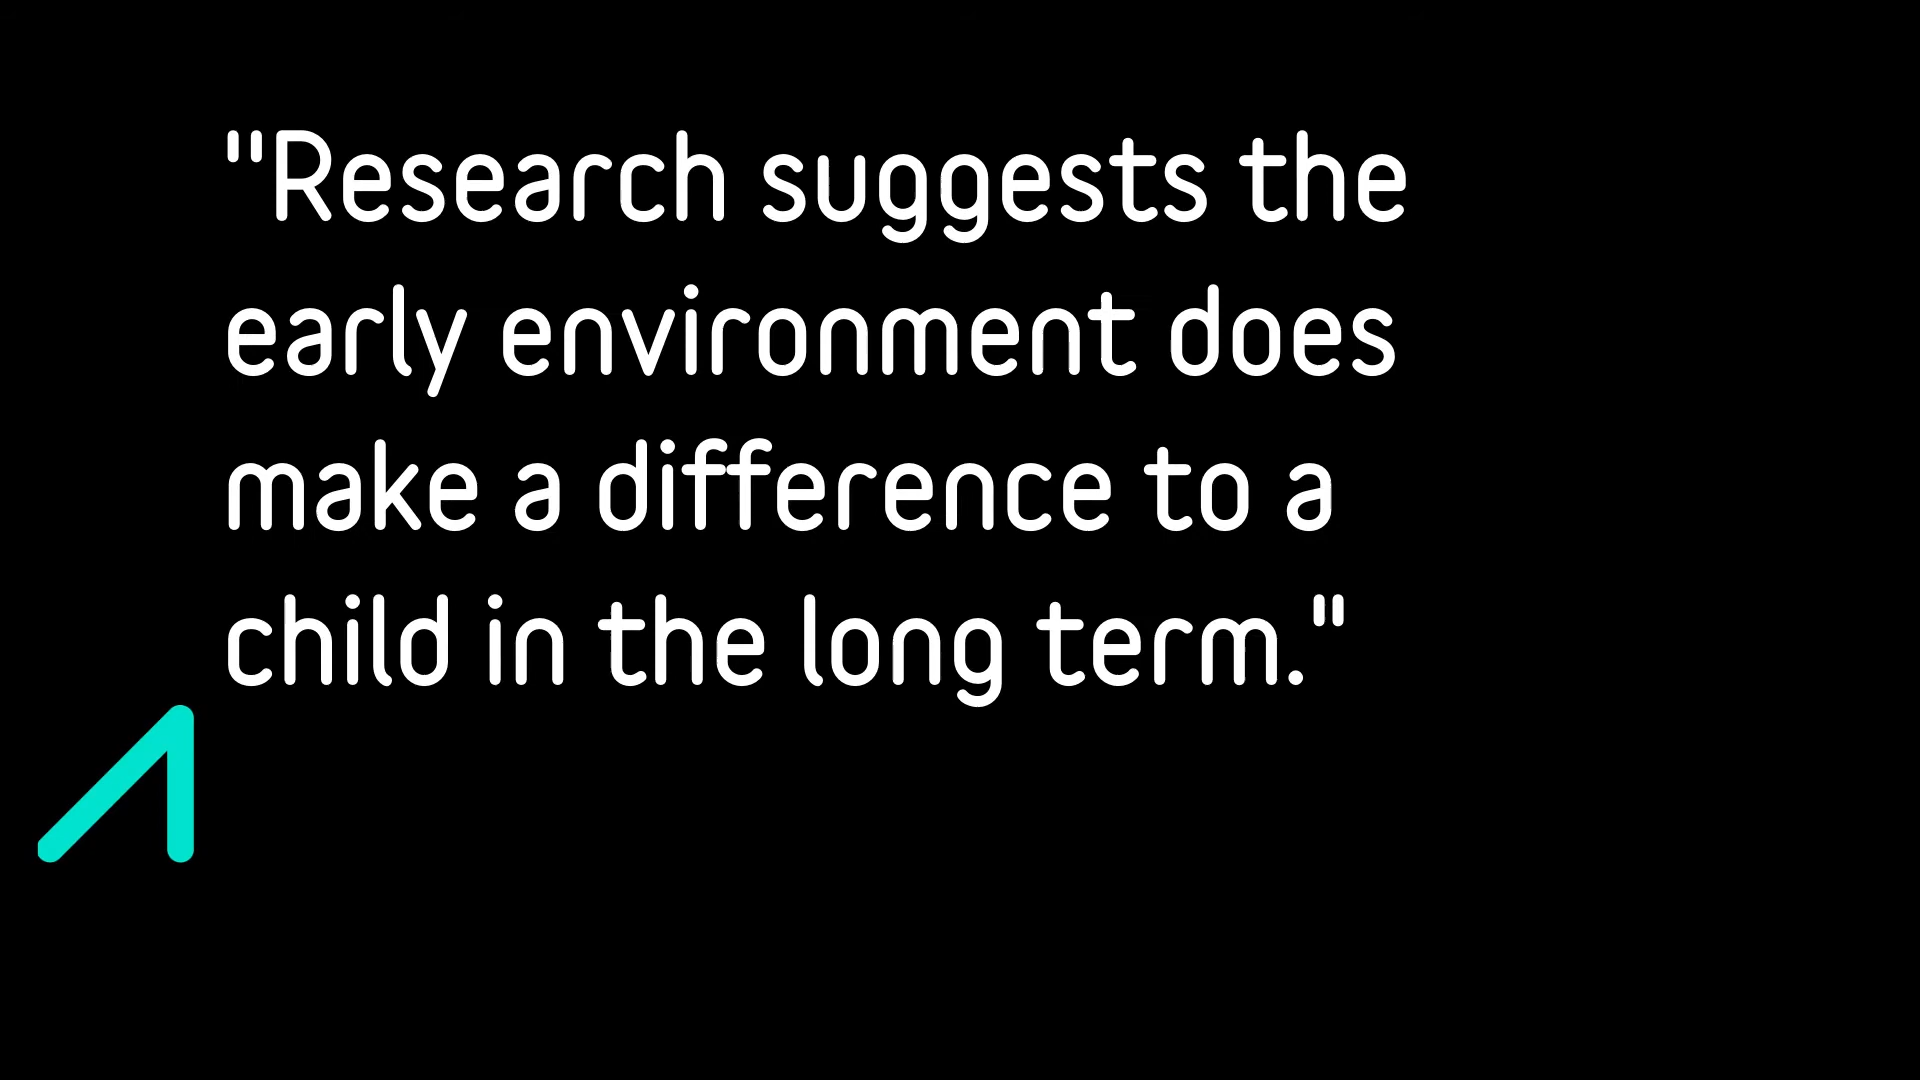 "Research suggests the
early environment does
make a difference to a
child in the long term."